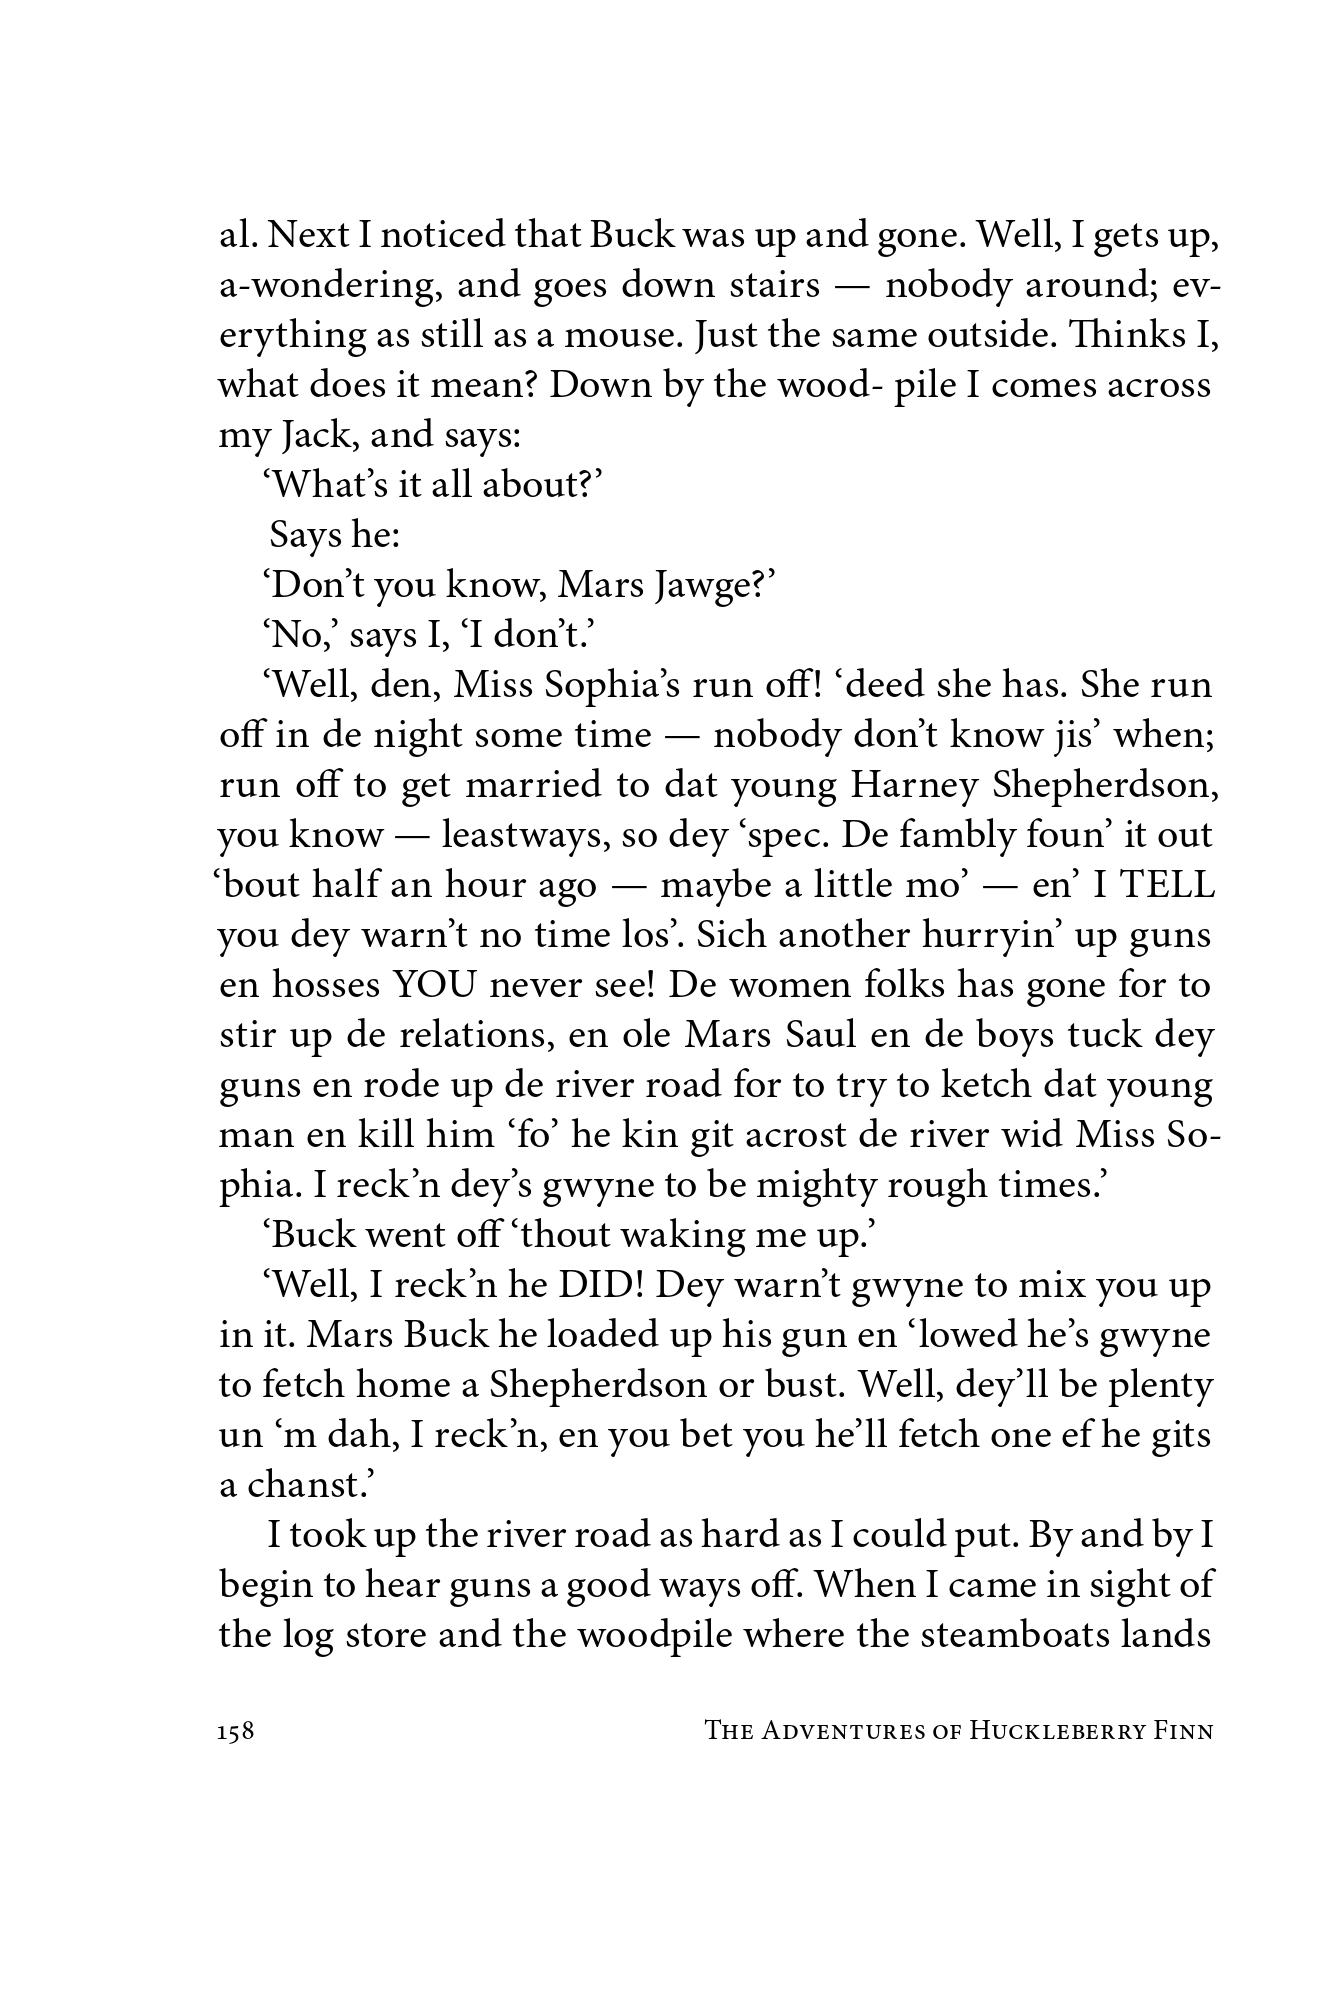 al. Next I noticed that Buck was up and gone. Well, I gets up,
a-wondering, and goes down stairs — nobody around; ev-
erything as still as a mouse. Just the same outside. Thinks I,
what does it mean? Down by the wood- pile I comes across
my Jack, and says:
‘What’s it all about?’
Says he:
‘Don’t you know, Mars Jawge?’
‘No,’ says I, ‘I don’t.’
‘Well, den, Miss Sophia’s run off! ‘deed she has. She run
off in de night some time — nobody don’t know jis’ when;
run off to get married to dat young Harney Shepherdson,
you know — leastways, so dey ‘spec. De fambly foun’ it out
‘bout half an hour ago — maybe a little mo’ — en’ I TELL
you dey warn’t no time los’. Sich another hurryin’ up guns
en hosses YOU never see! De women folks has gone for to
stir up de relations, en ole Mars Saul en de boys tuck dey
guns en rode up de river road for to try to ketch dat young
man en kill him ‘fo’ he kin git acrost de river wid Miss So-
phia. I reck’n dey’s gwyne to be mighty rough times.’
‘Buck went off ‘thout waking me up.’
‘Well, I reck’n he DID! Dey warn’t gwyne to mix you up
in it. Mars Buck he loaded up his gun en ‘lowed he’s gwyne
to fetch home a Shepherdson or bust. Well, dey’ll be plenty
un ‘m dah, I reck’n, en you bet you he’ll fetch one ef he gits
a chanst.’
I took up the river road as hard as I could put. By and by I
begin to hear guns a good ways off. When I came in sight of
the log store and the woodpile where the steamboats lands
158 The Adventures of Huckleberry Finn